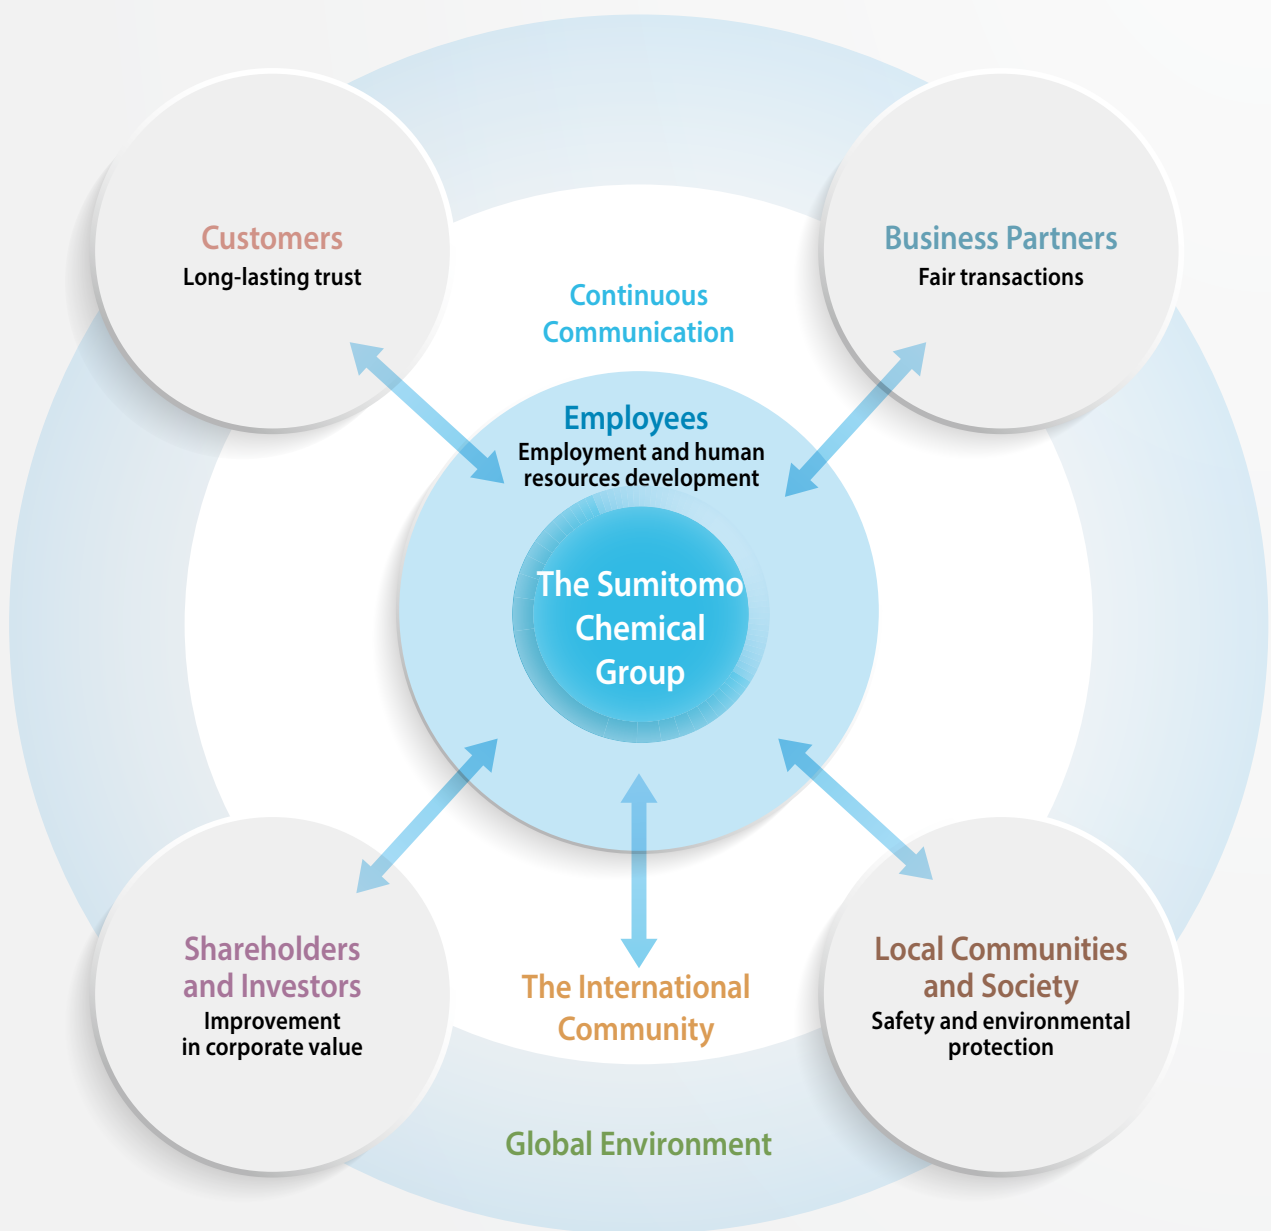 Customers
Long-lasting trust
Business Partners
Fair transactions
Continuous
Communication
Employees
Employment and human
resources development
The Sumitomo
Chemical
Group
Shareholders
and Investors
Improvement
in corporate value
The International
Community
Local Communities
and Society
Safety and environmental
protection
Global Environment